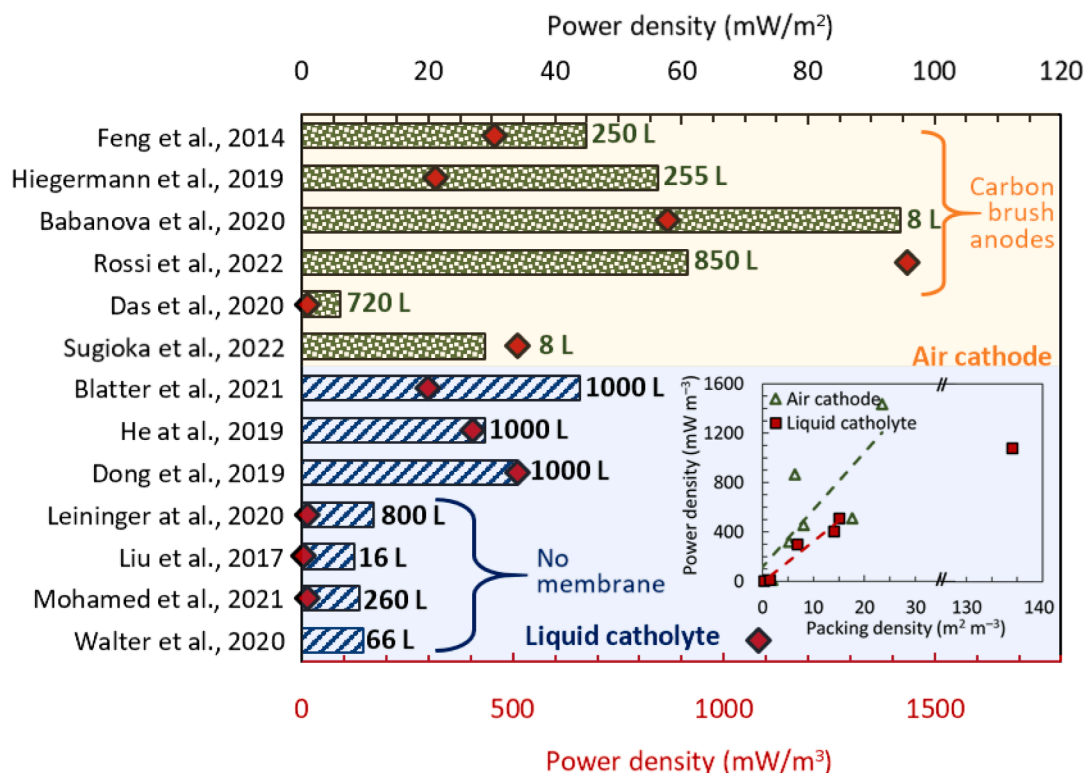 Power density (mW/m²)
0 20 40 60 80 100 120
Feng et al., 2014 250 L
Hiegermann et al., 2019 255 L
Babanova et al., 2020 8 L
Rossi et al., 2022 850 L
Carbon
brush
anodes
Das et al., 2020 720 L
Sugioka et al., 2022 8 L
Air cathode
Blatter et al., 2021 1000 L
He at al., 2019 1000 L
Dong et al., 2019 1000 L
Leininger at al., 2020 800 L
Liu et al., 2017 16 L
Mohamed et al., 2021 260 L
Walter et al., 2020 66 L
No
membrane
Liquid catholyte
Power density (mW m⁻³)
1600
1200
800
400
0
Air cathode
Liquid catholyte
0 10 20 30 130 140
Packing density (m² m⁻³)
0 500 1000 1500
Power density (mW/m³)